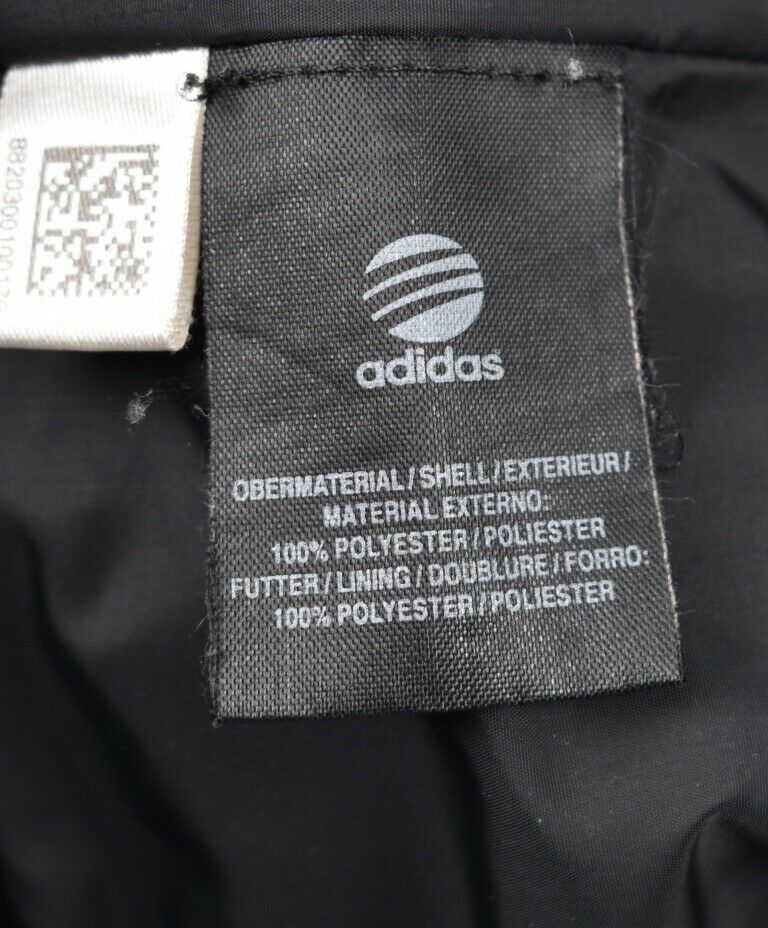 adidas
OBERMATERIAL / SHELL / EXTERIEUR /
MATERIAL EXTERNO:
100% POLYESTER / POLIESTER
FUTTER / LINING / DOUBLURE / FORRO:
100% POLYESTER / POLIESTER